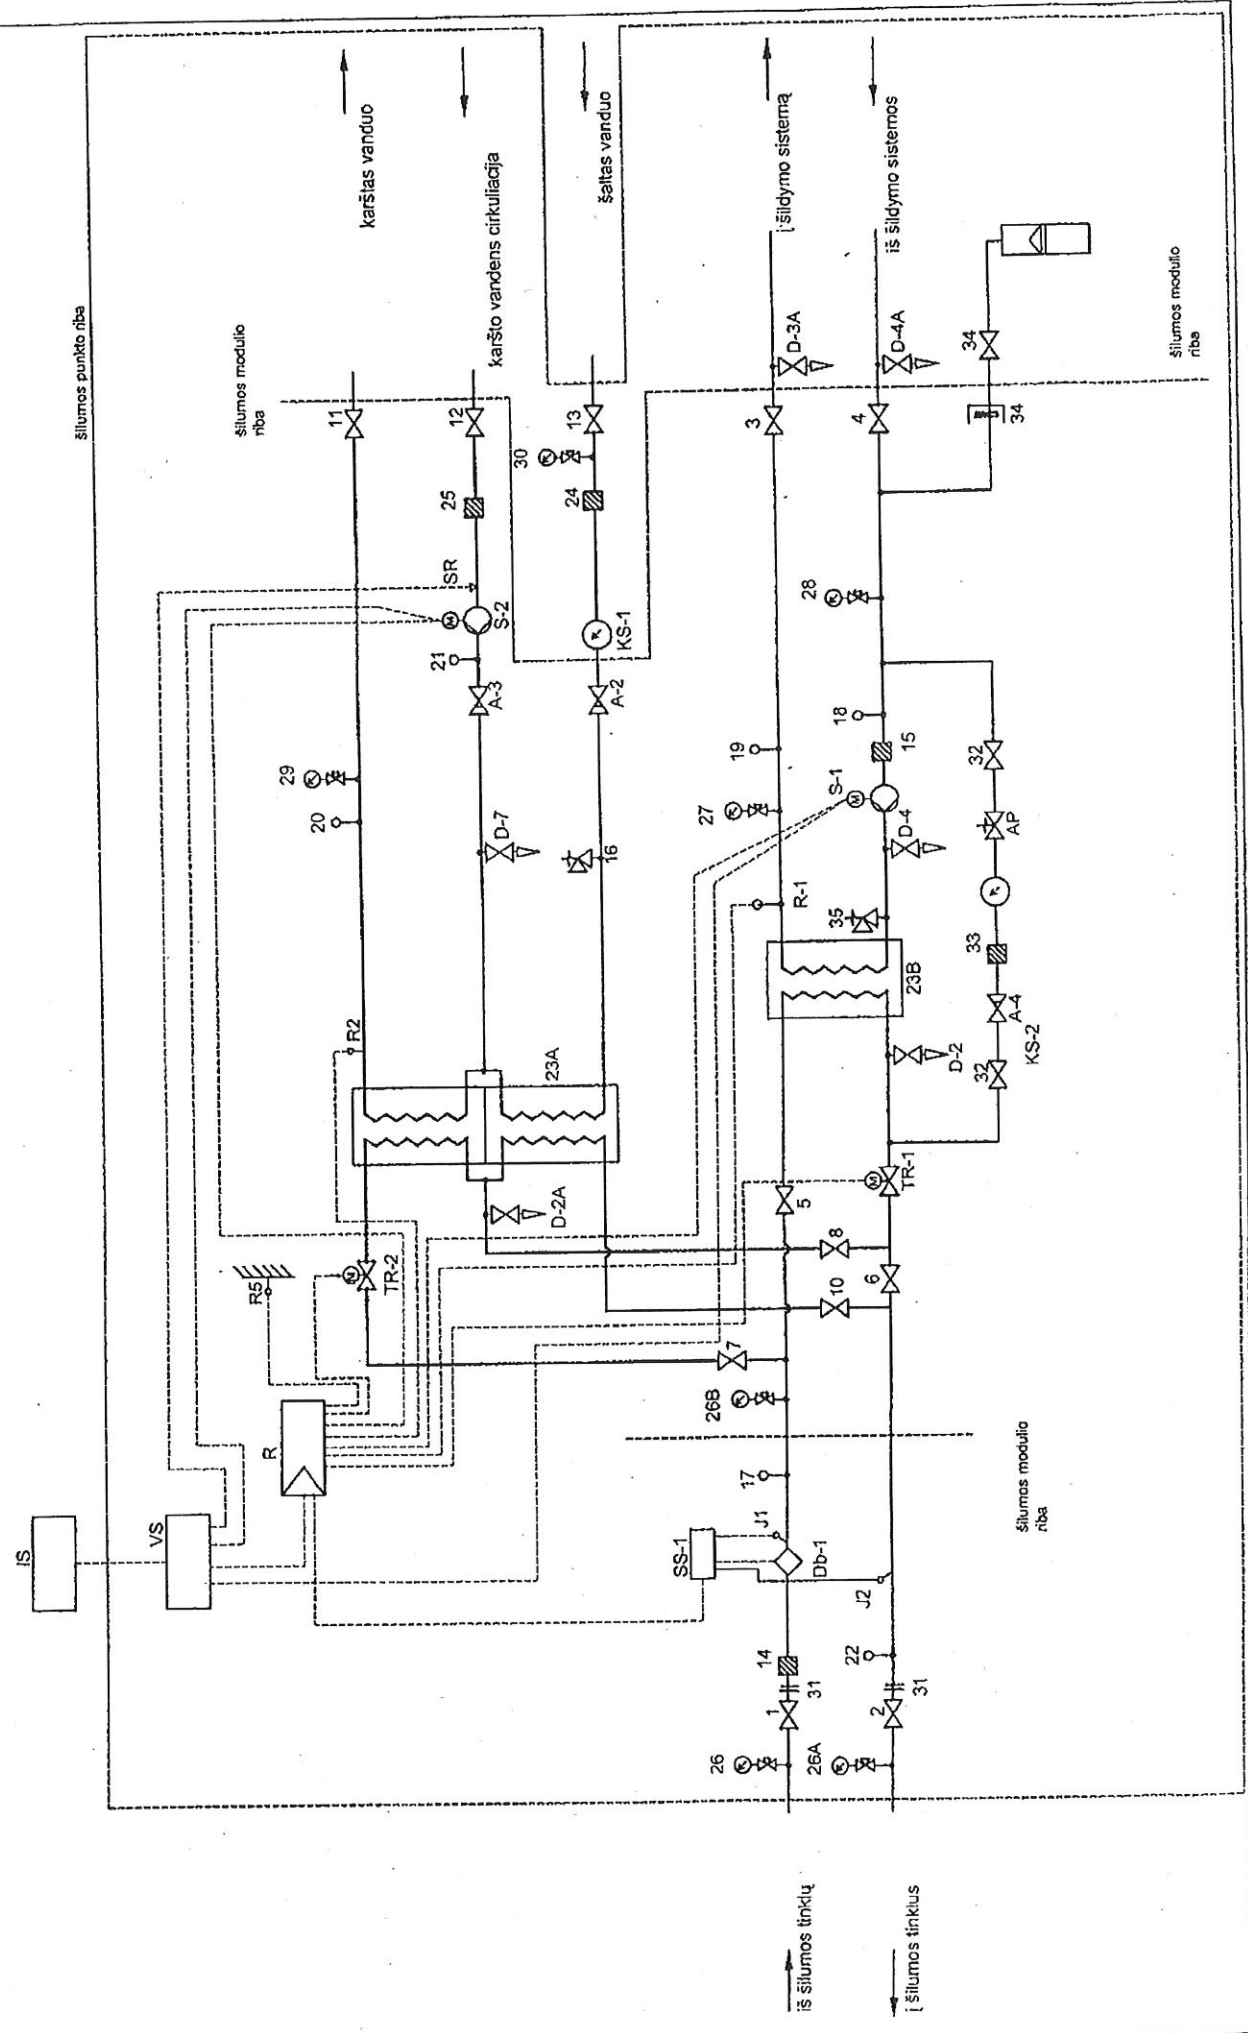 šilumos punkto riba
karštas vanduo
karšto vandens cirkuliacija
šaltas vanduo
į šildymo sistemą
iš šildymo sistemos
šilumos modulio
riba
šilumos modulio
riba
11
12
13
3
4
D-3A
D-4A
34
34
30
25
24
SR
S-2
KS-1
28
21
A-3
A-2
29
20
D-7
16
19
27
18
15
S-1
M
M
D-4
32
AP
R-1
35
33
23B
A-4
KS-2
32
D-2
R2
23A
D-2A
5
M
TR-1
8
6
10
7
R5
TR-2
26B
R
17
šilumos modulio
riba
IS
VS
SS-1
J1
Db-1
J2
14
31
1
22
31
2
26
26A
iš šilumos tinklų
į šilumos tinklus